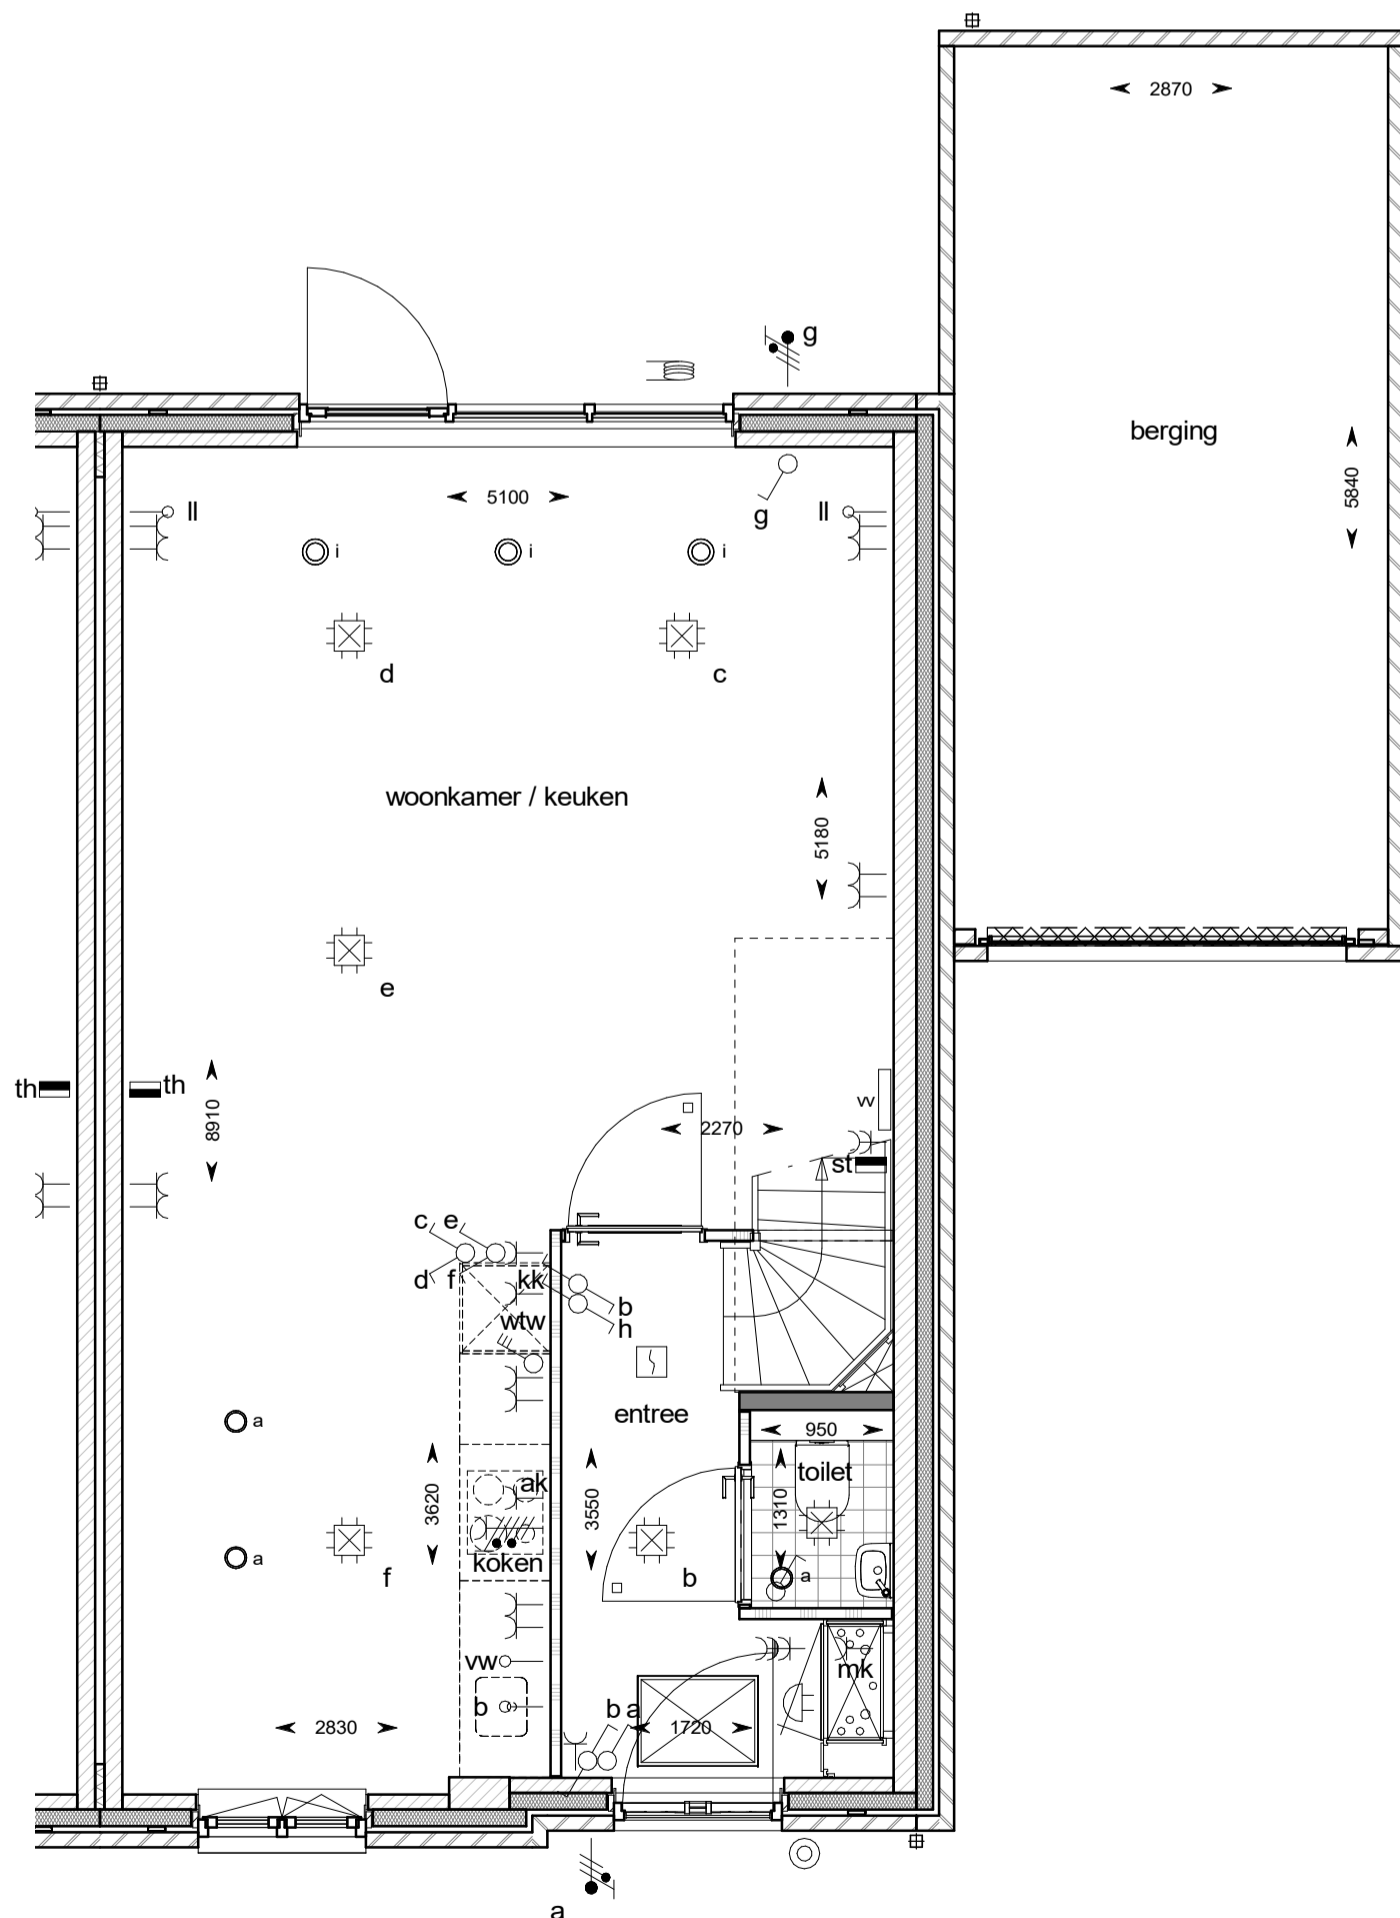 2870
g
berging
5840
5100
ll
g
ll
i
i
i
d
c
woonkamer / keuken
5180
e
th
th
8910
vv
2270
st
c e
d f
kk
b
h
wtw
entree
950
toilet
a
3620
ak
3550
1310
a
f
koken
b
a
vw
mk
b
b a
2830
1720
a